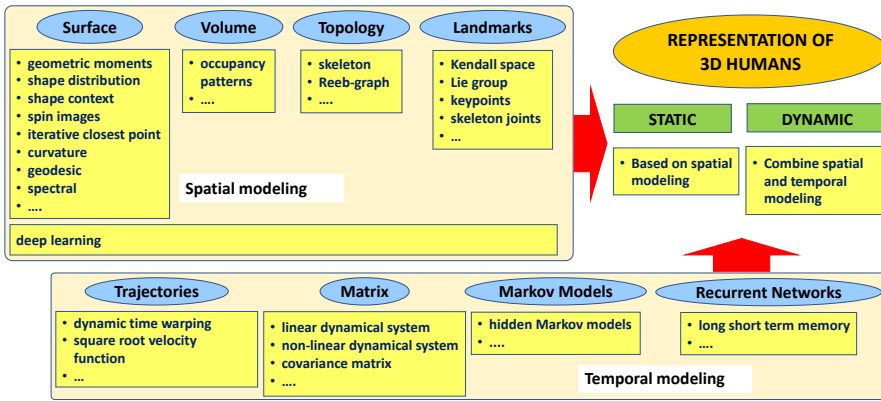 Surface
geometric moments
shape distribution
shape context
spin images
iterative closest point
curvature
geodesic
spectral
….
Volume
occupancy
patterns
….
Topology
skeleton
Reeb-graph
….
Landmarks
Kendall space
Lie group
keypoints
skeleton joints
…
Spatial modeling
deep learning
REPRESENTATION OF
3D HUMANS
STATIC
Based on spatial
modeling
DYNAMIC
Combine spatial
and temporal
modeling
Trajectories
dynamic time warping
square root velocity
function
…
Matrix
linear dynamical system
non-linear dynamical system
covariance matrix
….
Markov Models
hidden Markov models
....
Recurrent Networks
long short term memory
….
Temporal modeling